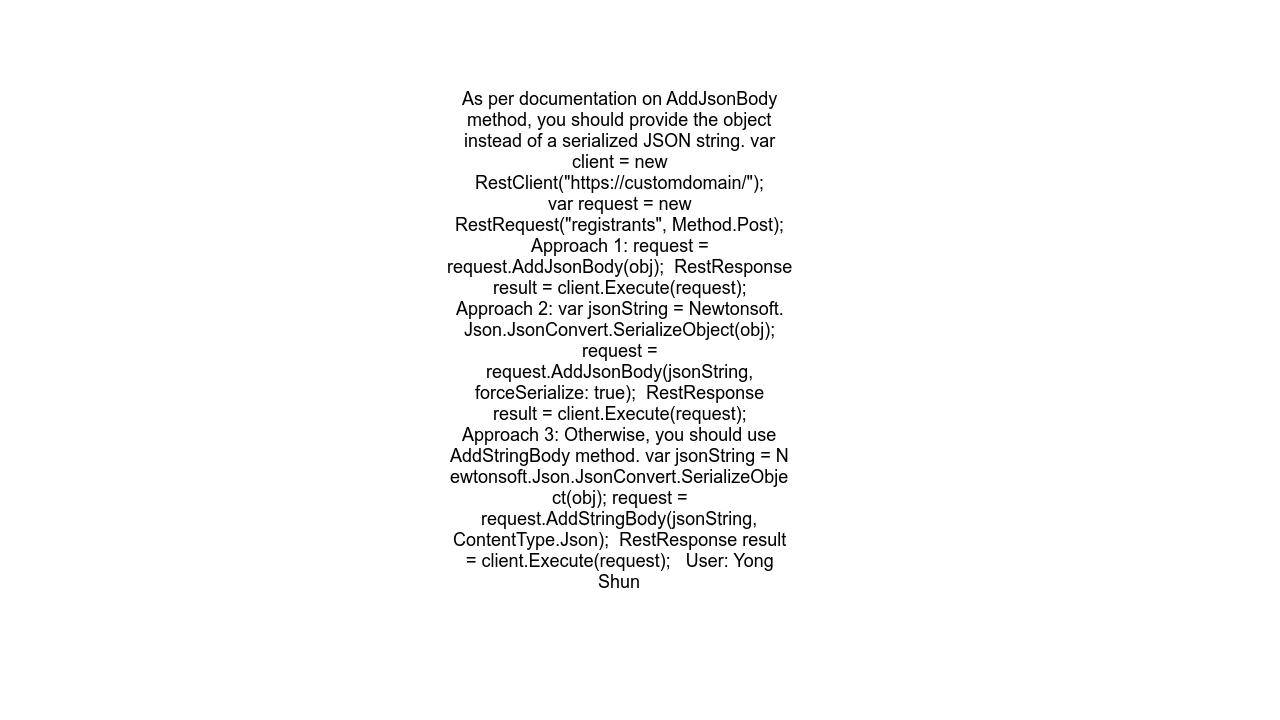 As per documentation on AddJsonBody
method, you should provide the object
instead of a serialized JSON string. var
client = new
RestClient("https://customdomain/");
var request = new
RestRequest("registrants", Method.Post);
Approach 1: request =
request.AddJsonBody(obj);  RestResponse
result = client.Execute(request);
Approach 2: var jsonString = Newtonsoft.
Json.JsonConvert.SerializeObject(obj);
request =
request.AddJsonBody(jsonString,
forceSerialize: true);  RestResponse
result = client.Execute(request);
Approach 3: Otherwise, you should use
AddStringBody method. var jsonString = N
ewtonsoft.Json.JsonConvert.SerializeObje
ct(obj); request =
request.AddStringBody(jsonString,
ContentType.Json);  RestResponse result
= client.Execute(request);   User: Yong
Shun